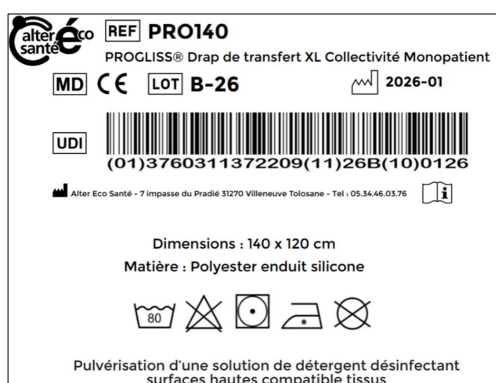 alter éco santé
REF PRO140
PROGLISS® Drap de transfert XL Collectivité Monopatient
MD CE LOT B-26 2026-01
UDI
(01)3760311372209(11)26B(10)0126
Alter Eco Santé - 7 impasse du Pradié 31270 Villeneuve Tolosane - Tel : 05.34.46.03.76
Dimensions : 140 x 120 cm
Matière : Polyester enduit silicone
80
Pulvérisation d'une solution de détergent désinfectant
surfaces hautes compatible tissus